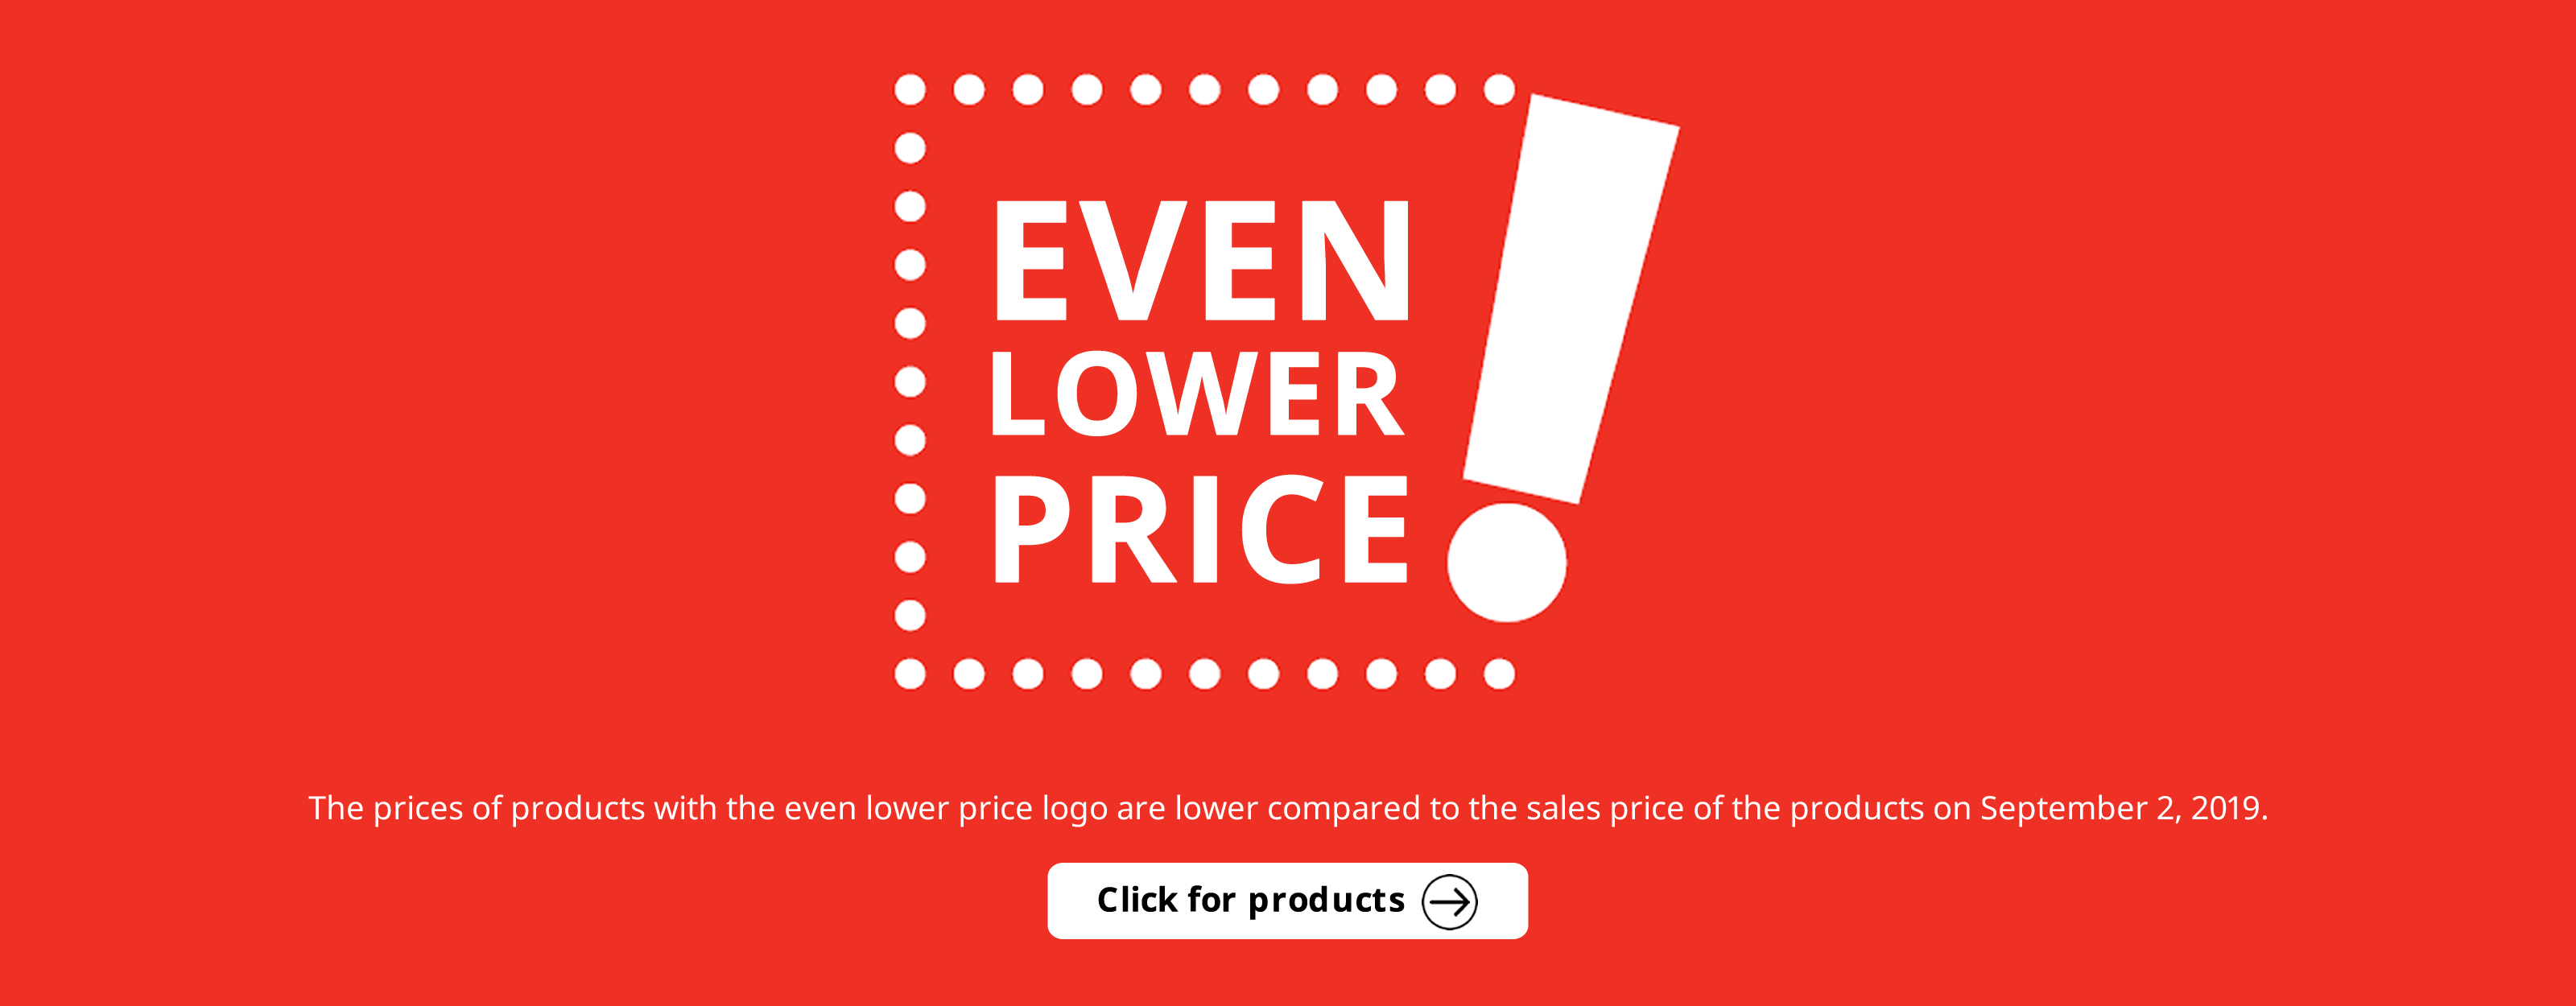 EVEN
LOWER
PRICE!
The prices of products with the even lower price logo are lower compared to the sales price of the products on September 2, 2019.
Click for products